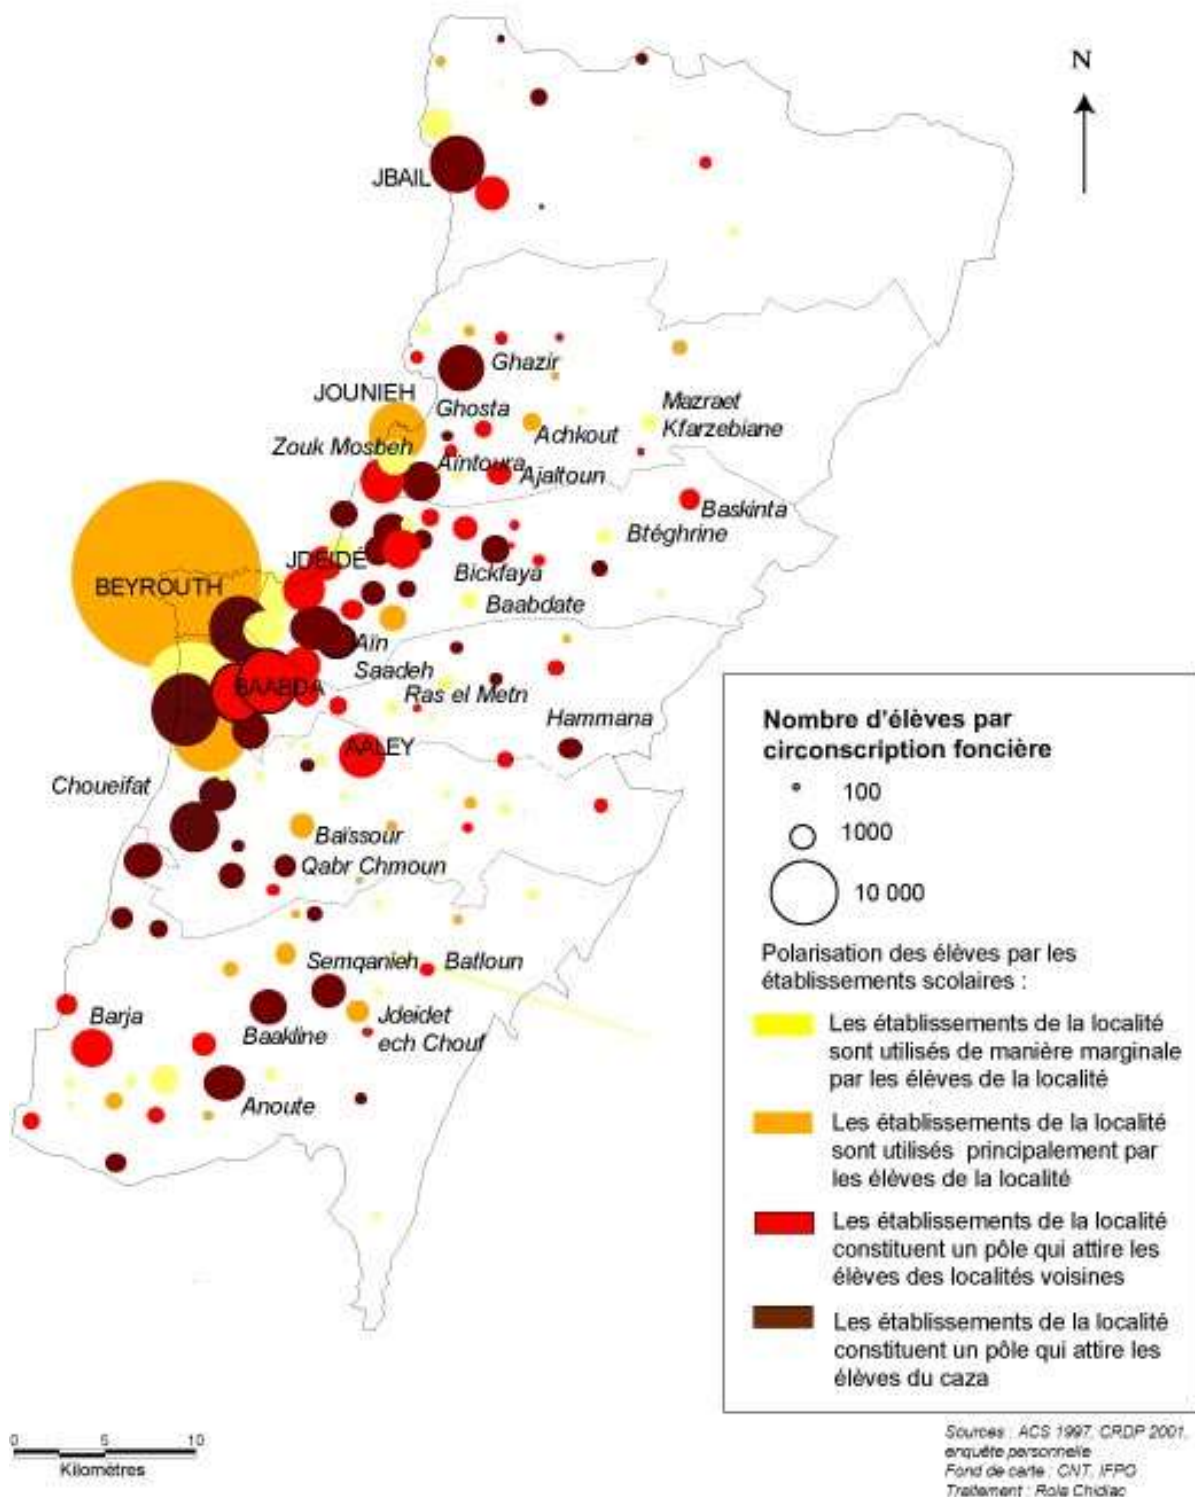 N
JBAIL
Ghazir
JOUNIEH
Ghosta
Mazraet
Kfarzebiane
Achkout
Zouk Mosbeh
Aïntoura
Ajaltoun
Baskinta
Btéghrine
JDEIDÉ
Bickfaya
BEYROUTH
Baabdate
Aïn
Saadeh
BAABDA
Ras el Metn
Hammana
AALEY
Choueifat
Baïssour
Qabr Chmoun
Semqanieh
Batloun
Barja
Baakline
Jdeidet
ech Chouf
Anoute
Nombre d'élèves par
circonscription foncière
100
1000
10 000
Polarisation des élèves par les
établissements scolaires :
Les établissements de la localité
sont utilisés de manière marginale
par les élèves de la localité
Les établissements de la localité
sont utilisés principalement par
les élèves de la localité
Les établissements de la localité
constituent un pôle qui attire les
élèves des localités voisines
Les établissements de la localité
constituent un pôle qui attire les
élèves du caza
0 5 10
Kilomètres
Sources : ACS 1997, CRDP 2001,
enquête personnelle
Fond de carte : CNT, IFPO
Traitement : Rola Chidiac